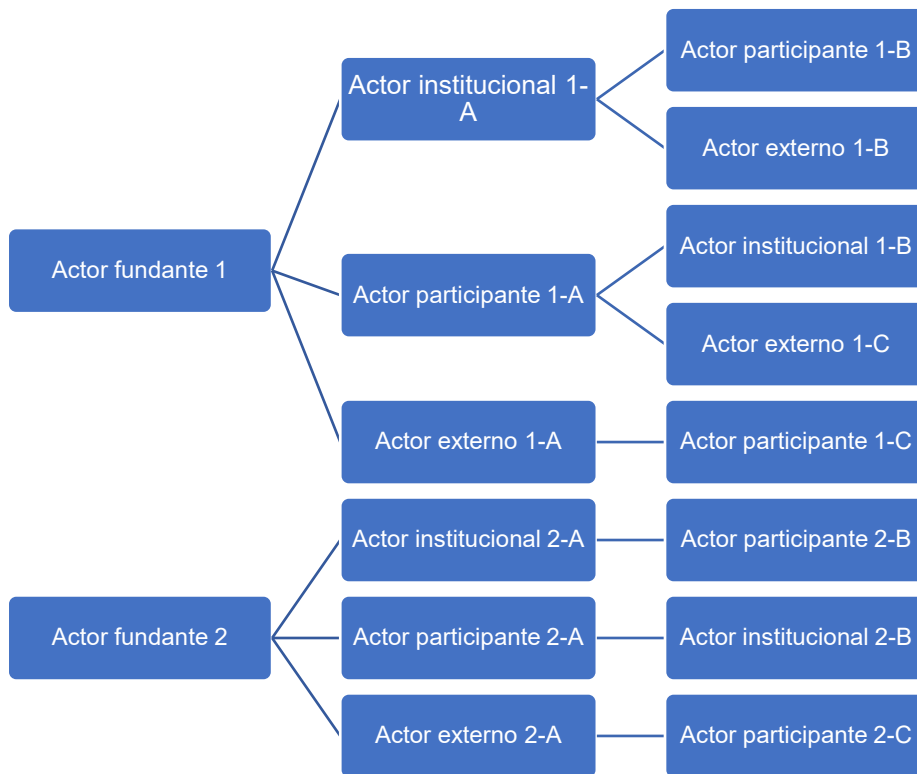 Actor fundante 1
Actor institucional 1-
A
Actor participante 1-B
Actor externo 1-B
Actor participante 1-A
Actor institucional 1-B
Actor externo 1-C
Actor externo 1-A
Actor participante 1-C
Actor fundante 2
Actor institucional 2-A
Actor participante 2-B
Actor participante 2-A
Actor institucional 2-B
Actor externo 2-A
Actor participante 2-C